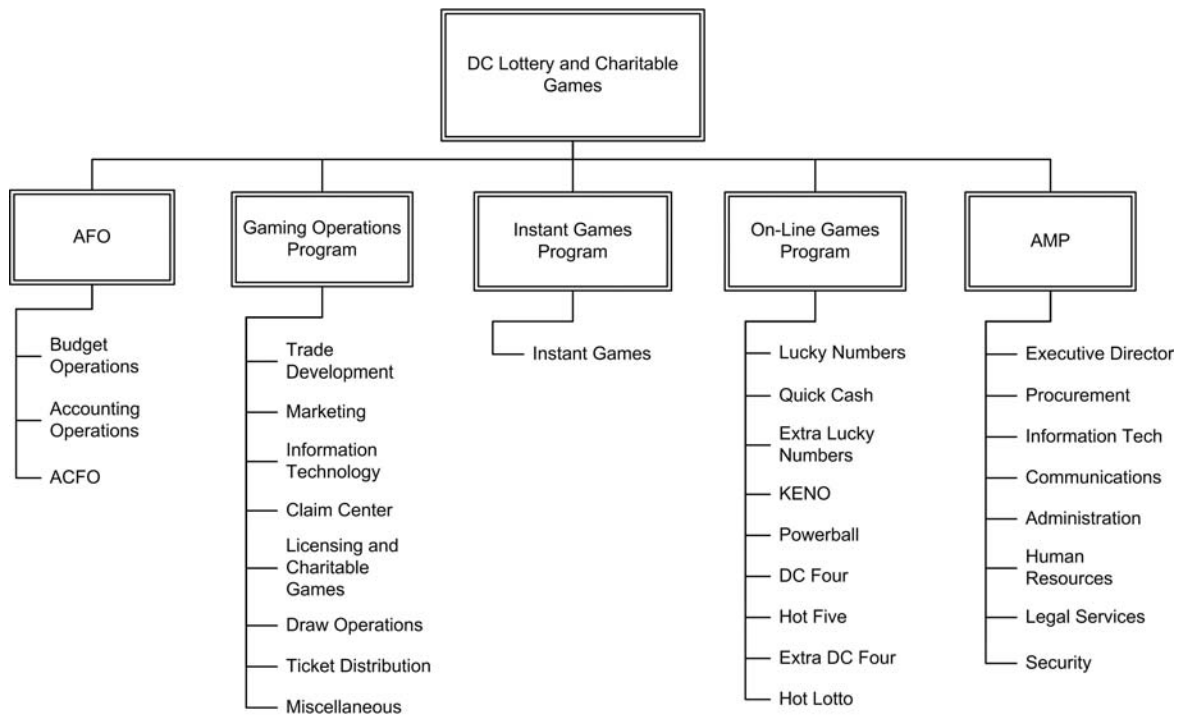 DC Lottery and Charitable
Games
AFO
Gaming Operations
Program
Instant Games
Program
On-Line Games
Program
AMP
Budget
Operations
Accounting
Operations
ACFO
Trade
Development
Marketing
Information
Technology
Claim Center
Licensing and
Charitable
Games
Draw Operations
Ticket Distribution
Miscellaneous
Instant Games
Lucky Numbers
Quick Cash
Extra Lucky
Numbers
KENO
Powerball
DC Four
Hot Five
Extra DC Four
Hot Lotto
Executive Director
Procurement
Information Tech
Communications
Administration
Human
Resources
Legal Services
Security